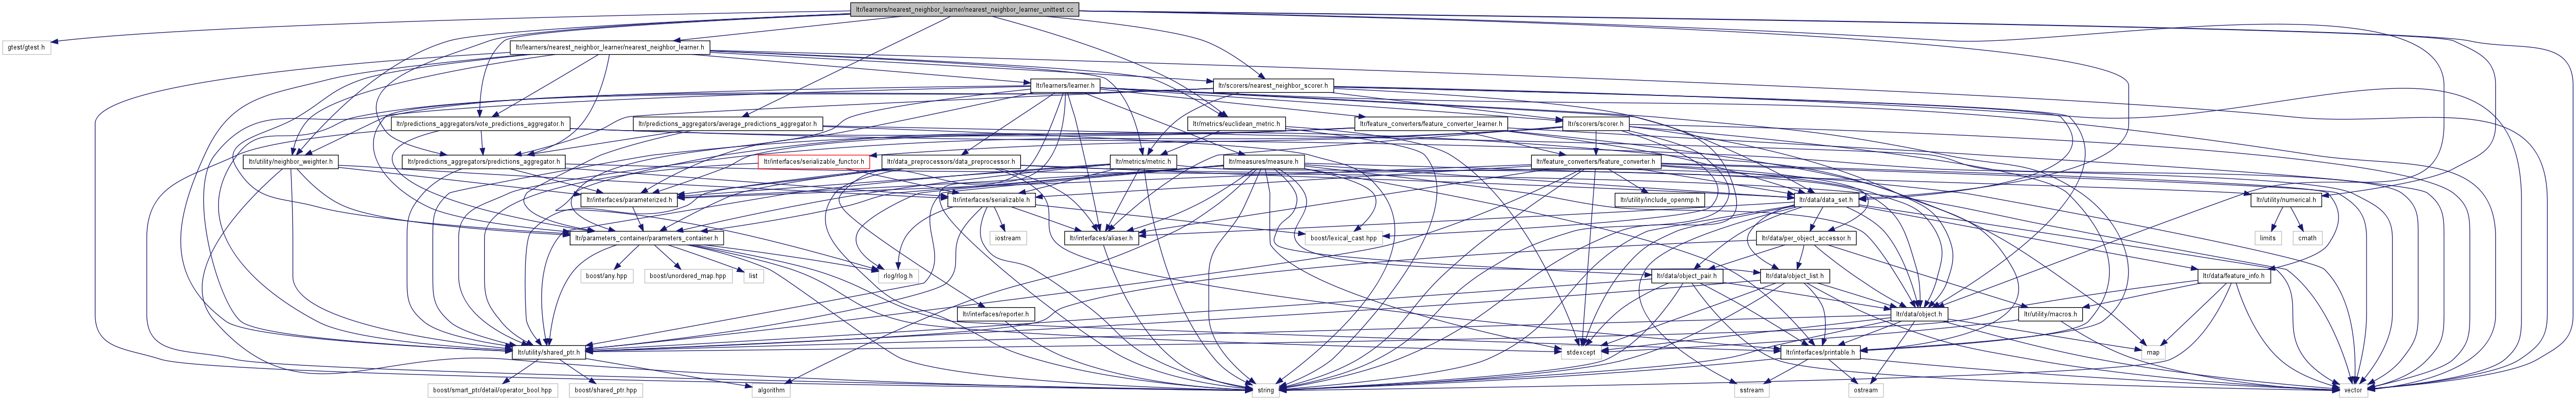 ltr/learners/nearest_neighbor_learner/nearest_neighbor_learner_unittest.cc
gtest/gtest.h
ltr/learners/nearest_neighbor_learner/nearest_neighbor_learner.h
ltr/learners/learner.h
ltr/scorers/nearest_neighbor_scorer.h
ltr/predictions_aggregators/vote_predictions_aggregator.h
ltr/predictions_aggregators/average_predictions_aggregator.h
ltr/metrics/euclidean_metric.h
ltr/feature_converters/feature_converter_learner.h
ltr/scorers/scorer.h
ltr/utility/neighbor_weighter.h
ltr/predictions_aggregators/predictions_aggregator.h
ltr/interfaces/serializable_functor.h
ltr/data_preprocessors/data_preprocessor.h
ltr/metrics/metric.h
ltr/measures/measure.h
ltr/feature_converters/feature_converter.h
ltr/interfaces/parameterized.h
ltr/interfaces/serializable.h
ltr/utility/include_openmp.h
ltr/data/data_set.h
ltr/utility/numerical.h
ltr/parameters_container/parameters_container.h
iostream
ltr/interfaces/aliaser.h
boost/lexical_cast.hpp
ltr/data/per_object_accessor.h
limits
cmath
boost/any.hpp
boost/unordered_map.hpp
list
rlog/rlog.h
ltr/data/object_pair.h
ltr/data/object_list.h
ltr/data/feature_info.h
ltr/interfaces/reporter.h
ltr/data/object.h
ltr/utility/macros.h
ltr/utility/shared_ptr.h
stdexcept
ltr/interfaces/printable.h
map
boost/smart_ptr/detail/operator_bool.hpp
boost/shared_ptr.hpp
algorithm
string
sstream
ostream
vector